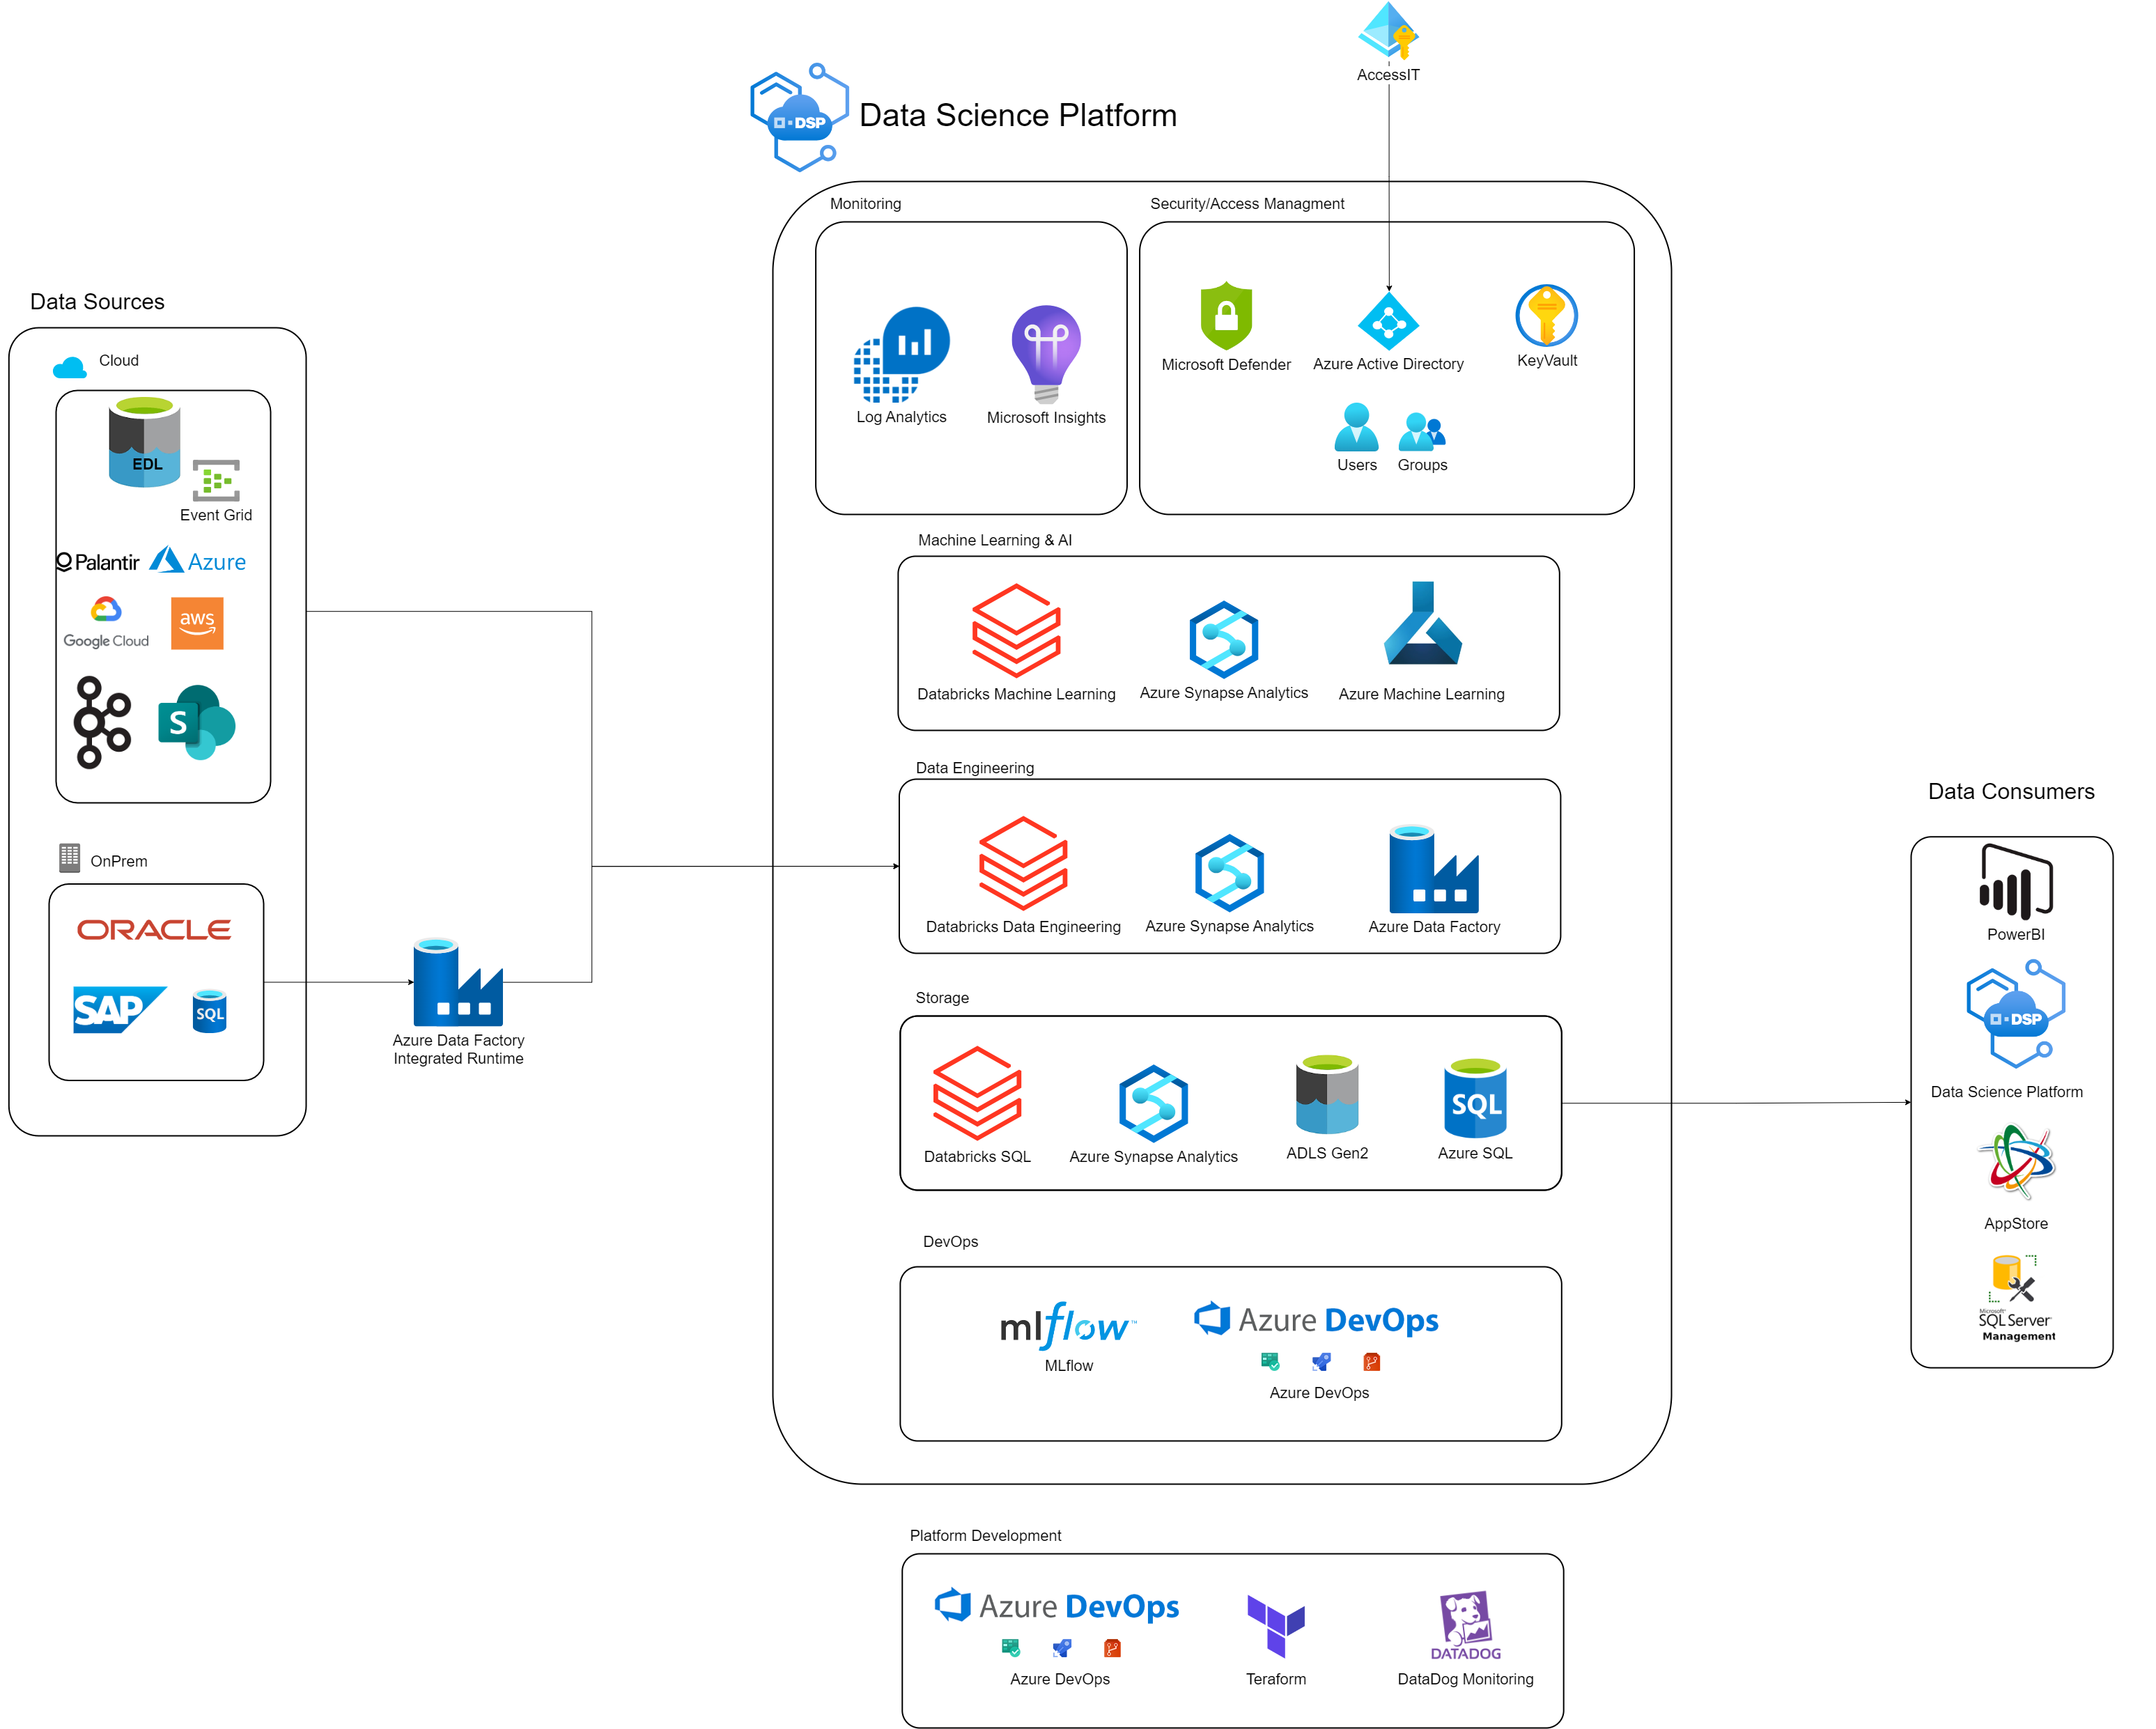 AccessIT
DSP
Data Science Platform
Monitoring
Security/Access Managment
Log Analytics
Microsoft Insights
Microsoft Defender
Azure Active Directory
KeyVault
Users
Groups
Data Sources
Cloud
EDL
Event Grid
Palantir
Azure
Google Cloud
aws
S
OnPrem
ORACLE
SAP
SQL
Azure Data Factory
Integrated Runtime
Machine Learning & AI
Databricks Machine Learning
Azure Synapse Analytics
Azure Machine Learning
Data Engineering
Databricks Data Engineering
Azure Synapse Analytics
Azure Data Factory
Storage
SQL
Databricks SQL
Azure Synapse Analytics
ADLS Gen2
Azure SQL
DevOps
mlflow™
MLflow
Azure DevOps
Azure DevOps
Data Consumers
PowerBI
DSP
Data Science Platform
AppStore
Microsoft®
SQL Server
Management
Platform Development
Azure DevOps
Azure DevOps
Teraform
DATADOG
DataDog Monitoring